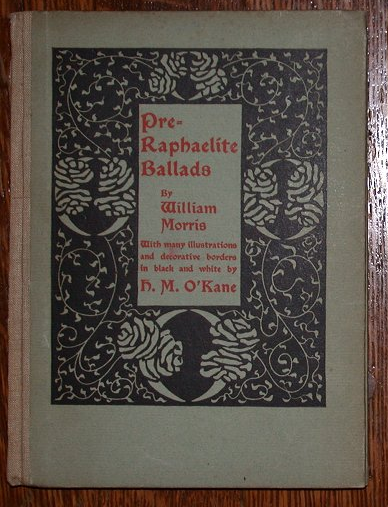 Pre-
Raphaelite
Ballads
By
William
Morris
With many illustrations
and decorative borders
in black and white by
H. M. O'Kane